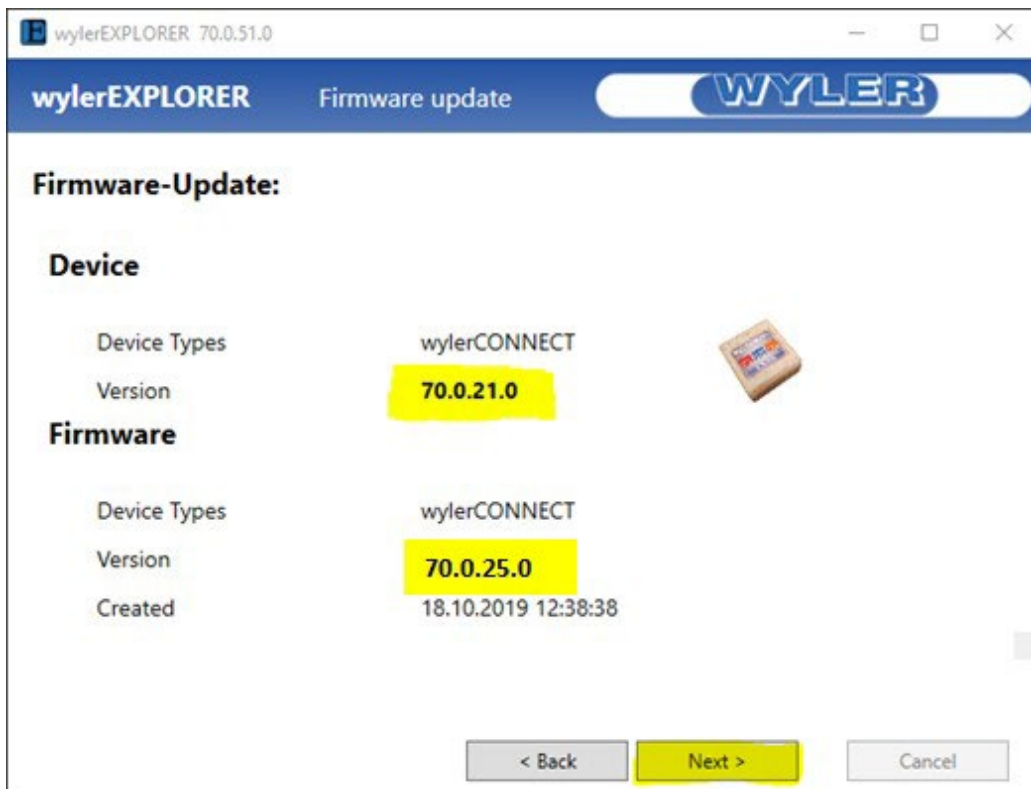 wylerEXPLORER 70.0.51.0
wylerEXPLORER Firmware update WYLER
Firmware-Update:
Device
Device Types wylerCONNECT
Version 70.0.21.0
Firmware
Device Types wylerCONNECT
Version 70.0.25.0
Created 18.10.2019 12:38:38
< Back Next > Cancel